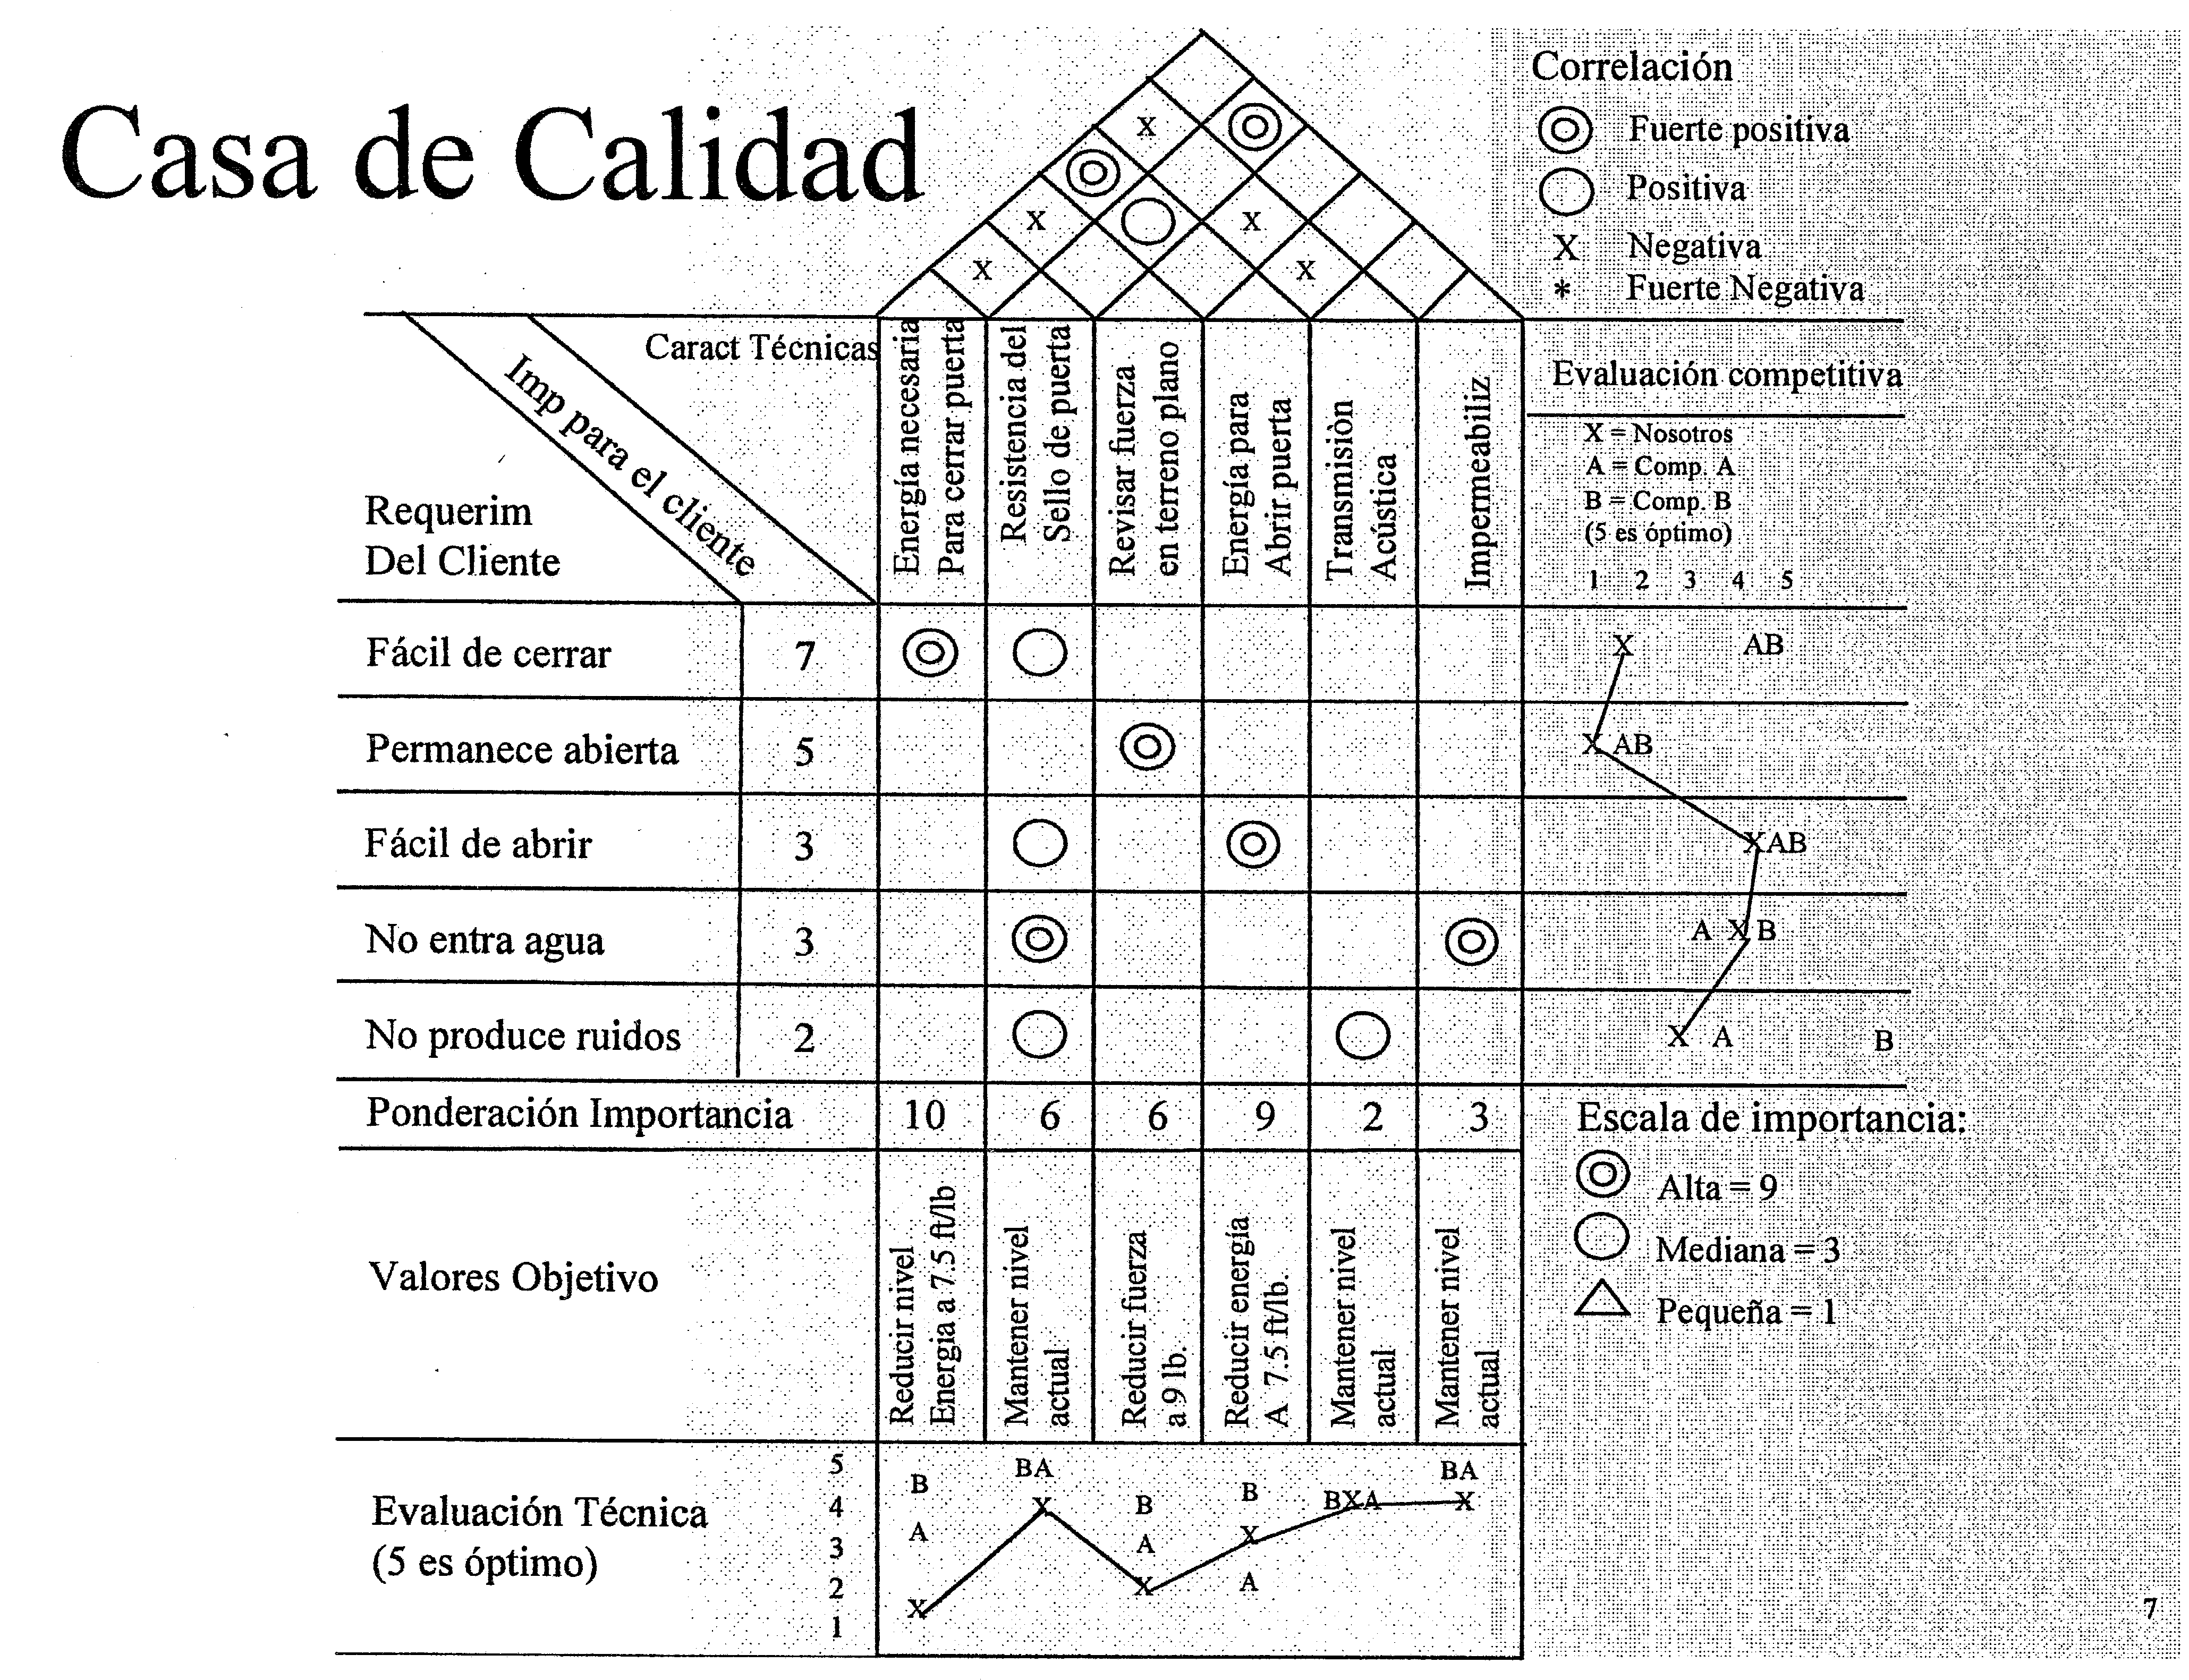 Casa de Calidad
Correlación
Fuerte positiva
Positiva
X Negativa
* Fuerte Negativa
X
X
X
X
X
X
Caract Técnicas
Imp para el cliente
Requerim
Del Cliente
Energía necesaria
Para cerrar puerta
Resistencia del
Sello de puerta
Revisar fuerza
en terreno plano
Energía para
Abrir puerta
Transmisiòn
Acústica
Impermeabiliz
Evaluación competitiva
X = Nosotros
A = Comp. A
B = Comp. B
(5 es óptimo)
1 2 3 4 5
Fácil de cerrar 7 X AB
Permanece abierta 5 X AB
Fácil de abrir 3 XAB
No entra agua 3 A X B
No produce ruidos 2 X A B
Ponderación Importancia 10 6 6 9 2 3
Escala de importancia:
Alta = 9
Mediana = 3
Pequeña = 1
Valores Objetivo
Reducir nivel
Energia a 7.5 ft/lb
Mantener nivel
actual
Reducir fuerza
a 9 lb.
Reducir energía
A 7.5 ft/lb.
Mantener nivel
actual
Mantener nivel
actual
Evaluación Técnica
(5 es óptimo)
5
4
3
2
1
B
A
X
BA
X
B
A
X
B
X
A
BXA
BA
X
7